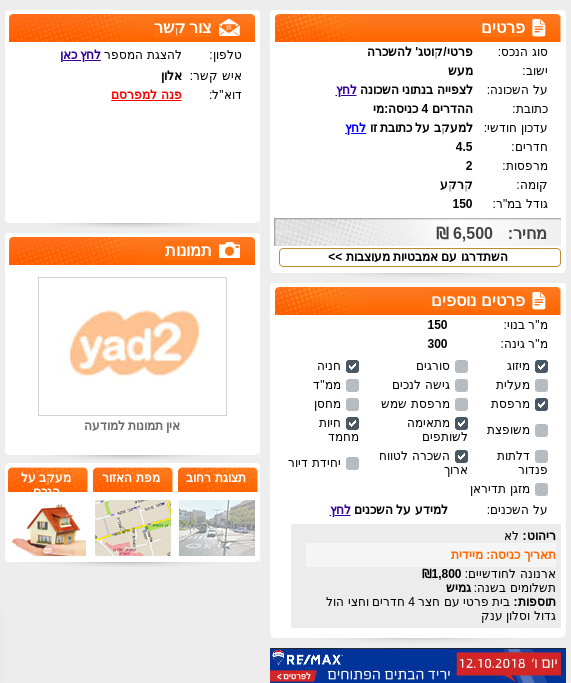 פרטים
סוג הנכס: פרטי/קוטג' להשכרה
ישוב: מעש
על השכונה: לצפייה בנתוני השכונה לחץ
כתובת: ההדרים 4 כניסה:מי
עדכון חודשי: למעקב על כתובת זו לחץ
חדרים: 4.5
מרפסות: 2
קומה: קרקע
גודל במ"ר: 150
מחיר: 6,500 ₪
השתדרגו עם אמבטיות מעוצבות >>
פרטים נוספים
מ"ר בנוי: 150
מ"ר גינה: 300
מיזוג סורגים חניה
מעלית גישה לנכים ממ"ד
מרפסת מרפסת שמש מחסן
משופצת מתאימה לשותפים חיות מחמד
דלתות פנדור השכרה לטווח ארוך יחידת דיור
מזגן תדיראן
על השכנים: למידע על השכנים לחץ
ריהוט: לא
תאריך כניסה: מיידית
ארנונה לחודשיים: 1,800₪
תשלומים בשנה: גמיש
תוספות: בית פרטי עם חצר 4 חדרים וחצי הול
גדול וסלון ענק
RE/MAX
יום ו' 12.10.2018
יריד הבתים הפתוחים
לפרטים >
צור קשר
טלפון: להצגת המספר לחץ כאן
איש קשר: אלון
דוא"ל: פנה למפרסם
תמונות
yad2
אין תמונות למודעה
תצוגת רחוב
מפת האזור
מעקב על
הנכס